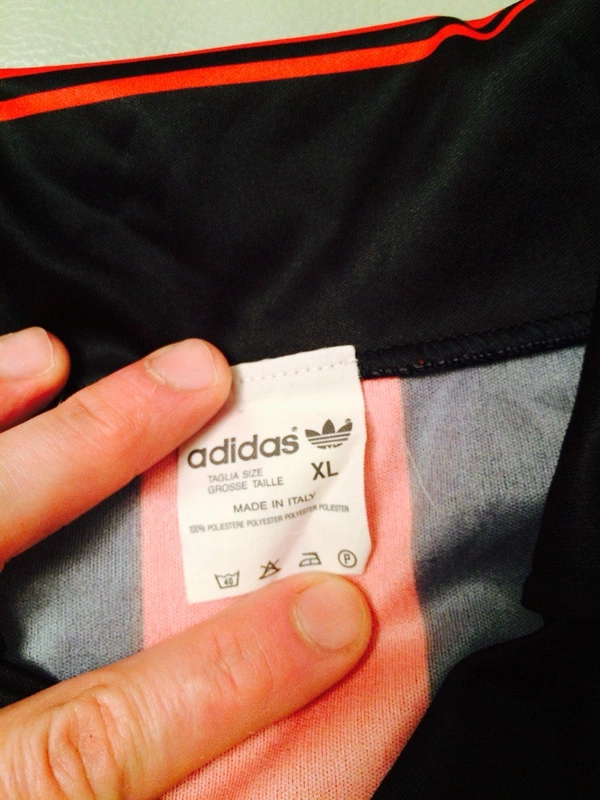 adidas®
TAGLIA SIZE
GROSSE TAILLE XL
MADE IN ITALY
100% POLIESTERE POLYESTER POLYESTER POLIESTER
40 P